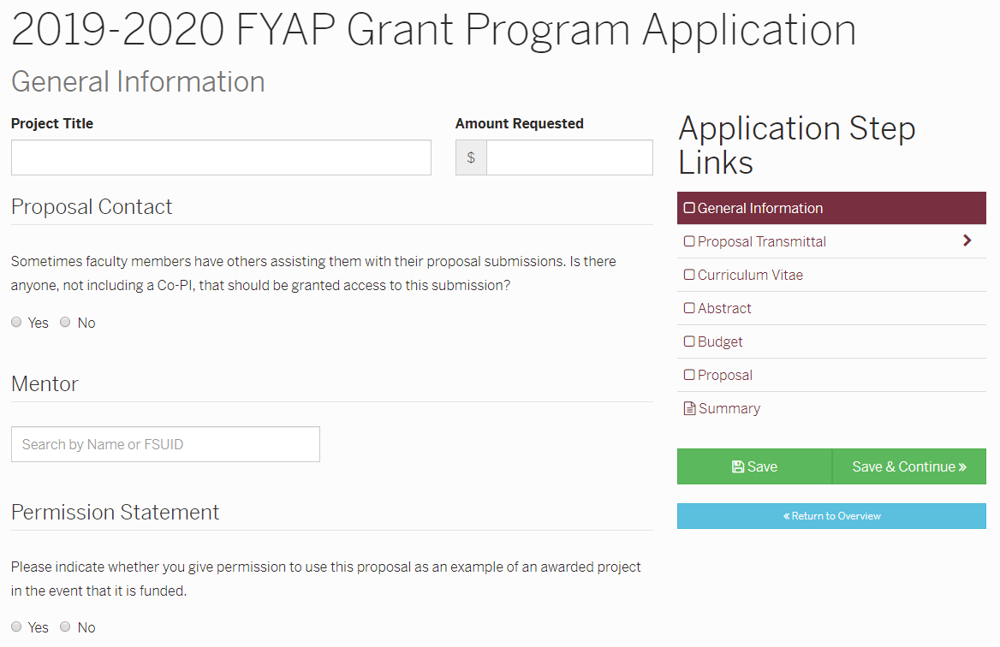 2019-2020 FYAP Grant Program Application
General Information
Project Title
Amount Requested
$
Proposal Contact
Sometimes faculty members have others assisting them with their proposal submissions. Is there
anyone, not including a Co-PI, that should be granted access to this submission?
Yes No
Mentor
Search by Name or FSUID
Permission Statement
Please indicate whether you give permission to use this proposal as an example of an awarded project
in the event that it is funded.
Yes No
Application Step
Links
General Information
Proposal Transmittal
Curriculum Vitae
Abstract
Budget
Proposal
Summary
Save
Save & Continue »
« Return to Overview